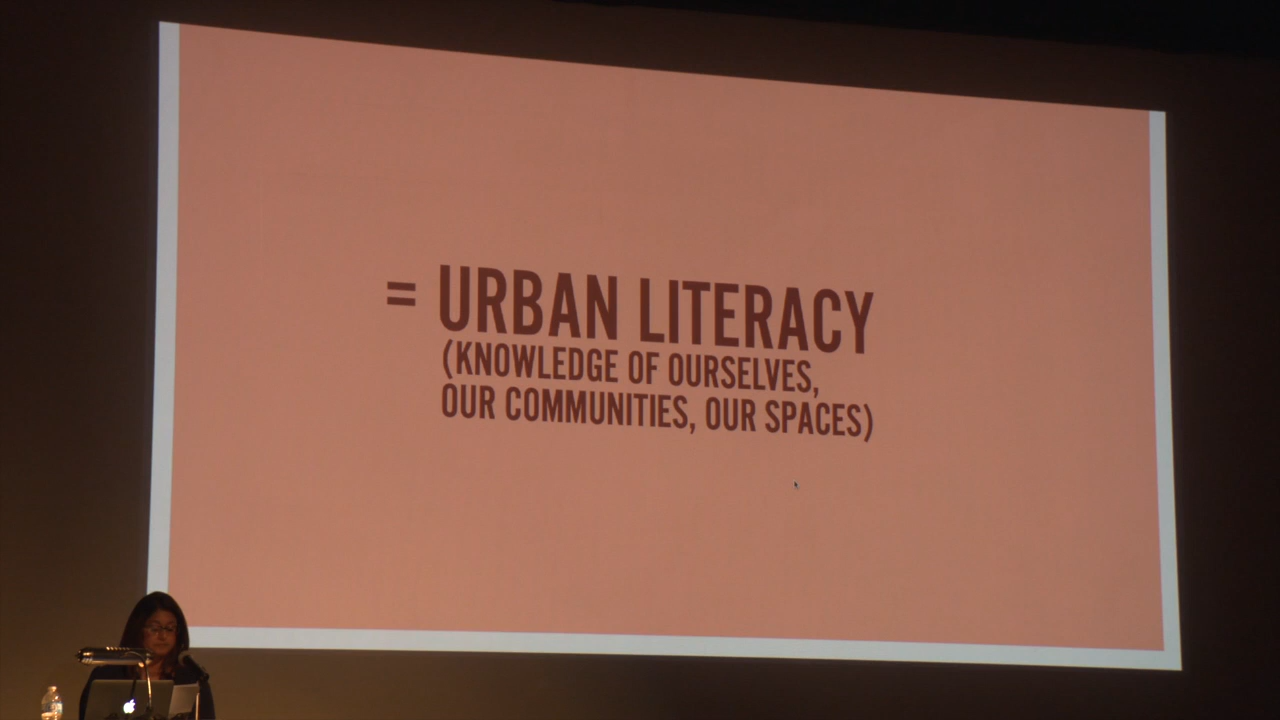 = URBAN LITERACY
(KNOWLEDGE OF OURSELVES,
OUR COMMUNITIES, OUR SPACES)